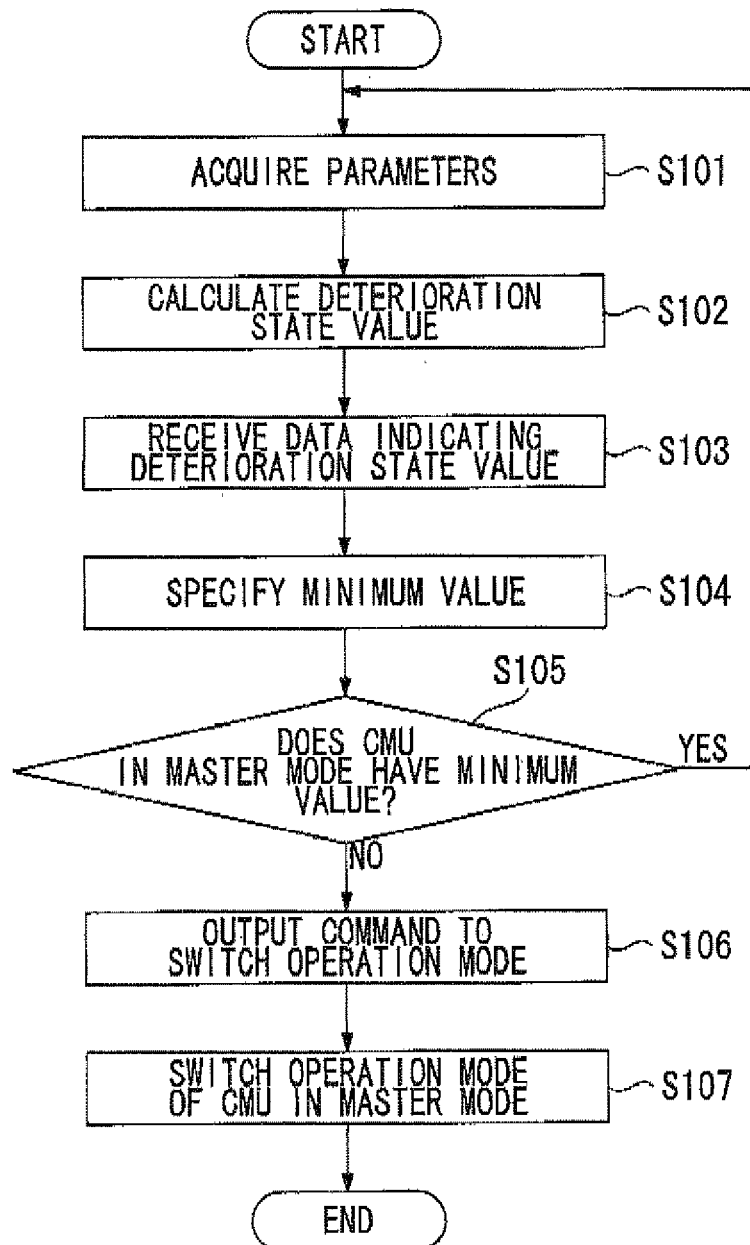 START
ACQUIRE PARAMETERS
S101
CALCULATE DETERIORATION
STATE VALUE
S102
RECEIVE DATA INDICATING
DETERIORATION STATE VALUE
S103
SPECIFY MINIMUM VALUE
S104
S105
DOES CMU
IN MASTER MODE HAVE MINIMUM
VALUE?
YES
NO
OUTPUT COMMAND TO
SWITCH OPERATION MODE
S106
SWITCH OPERATION MODE
OF CMU IN MASTER MODE
S107
END